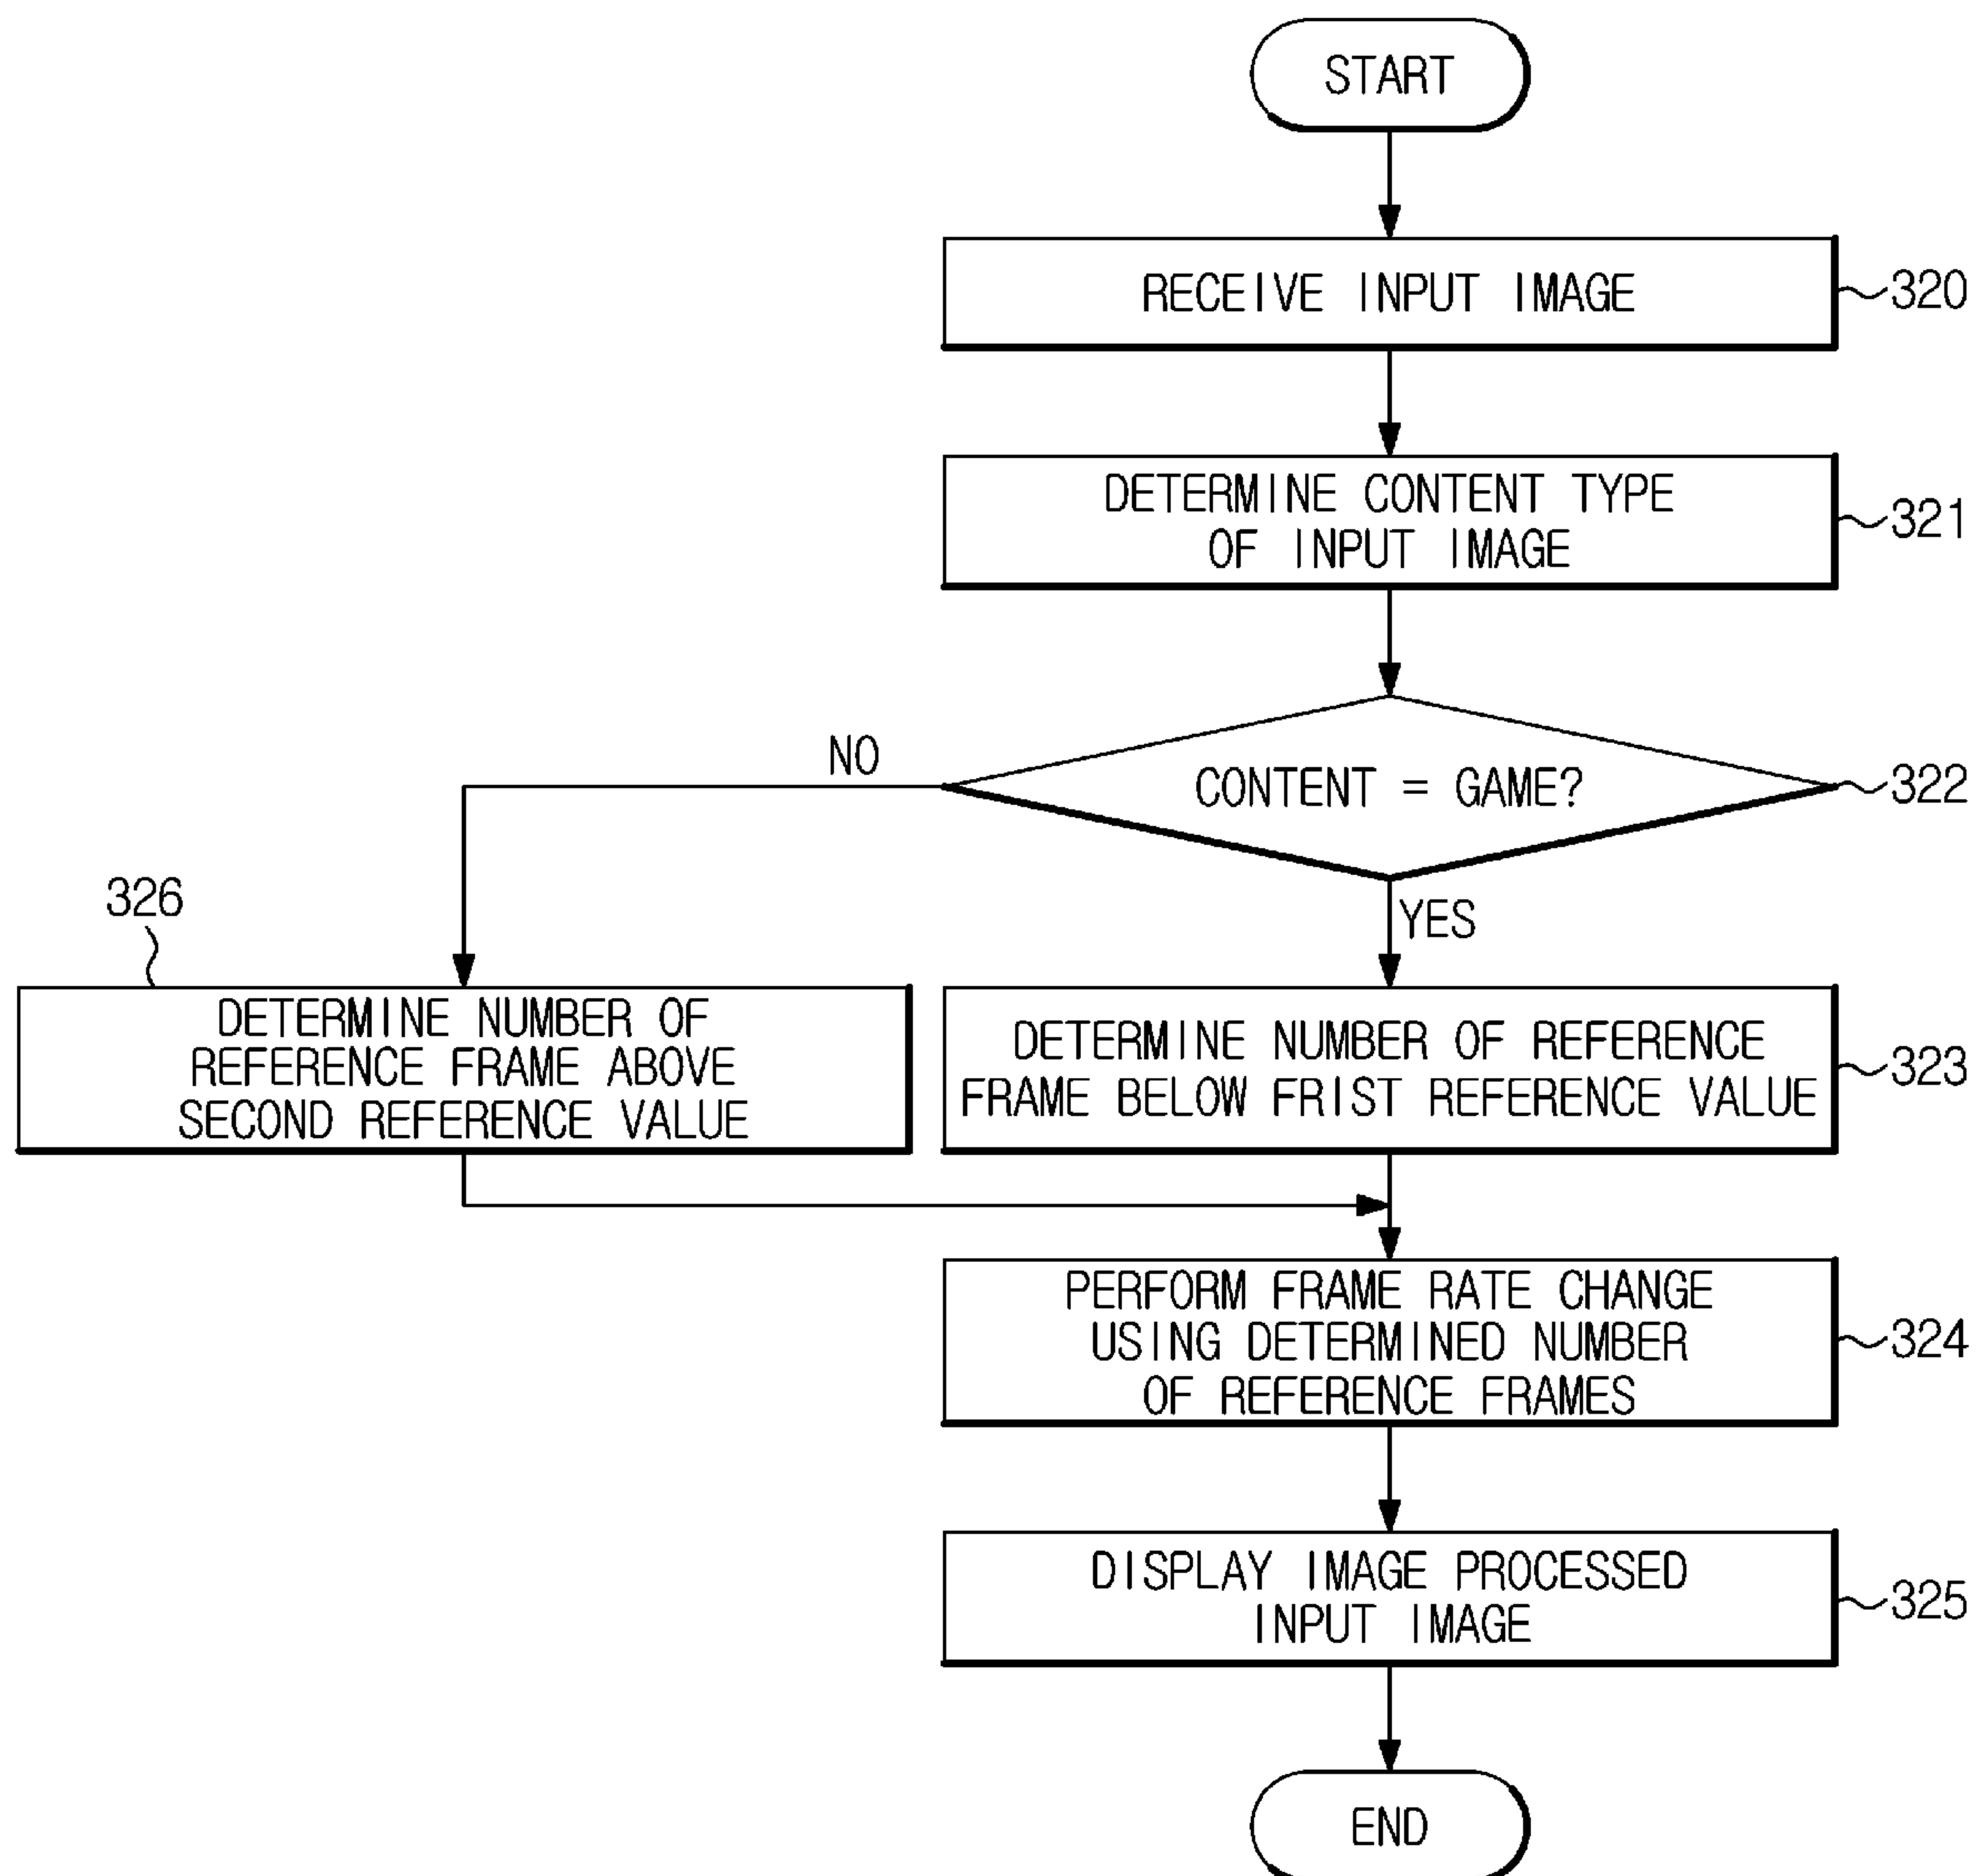 START
RECEIVE INPUT IMAGE
320
DETERMINE CONTENT TYPE
OF INPUT IMAGE
321
CONTENT = GAME?
322
NO
YES
326
DETERMINE NUMBER OF
REFERENCE FRAME ABOVE
SECOND REFERENCE VALUE
DETERMINE NUMBER OF REFERENCE
FRAME BELOW FRIST REFERENCE VALUE
323
PERFORM FRAME RATE CHANGE
USING DETERMINED NUMBER
OF REFERENCE FRAMES
324
DISPLAY IMAGE PROCESSED
INPUT IMAGE
325
END